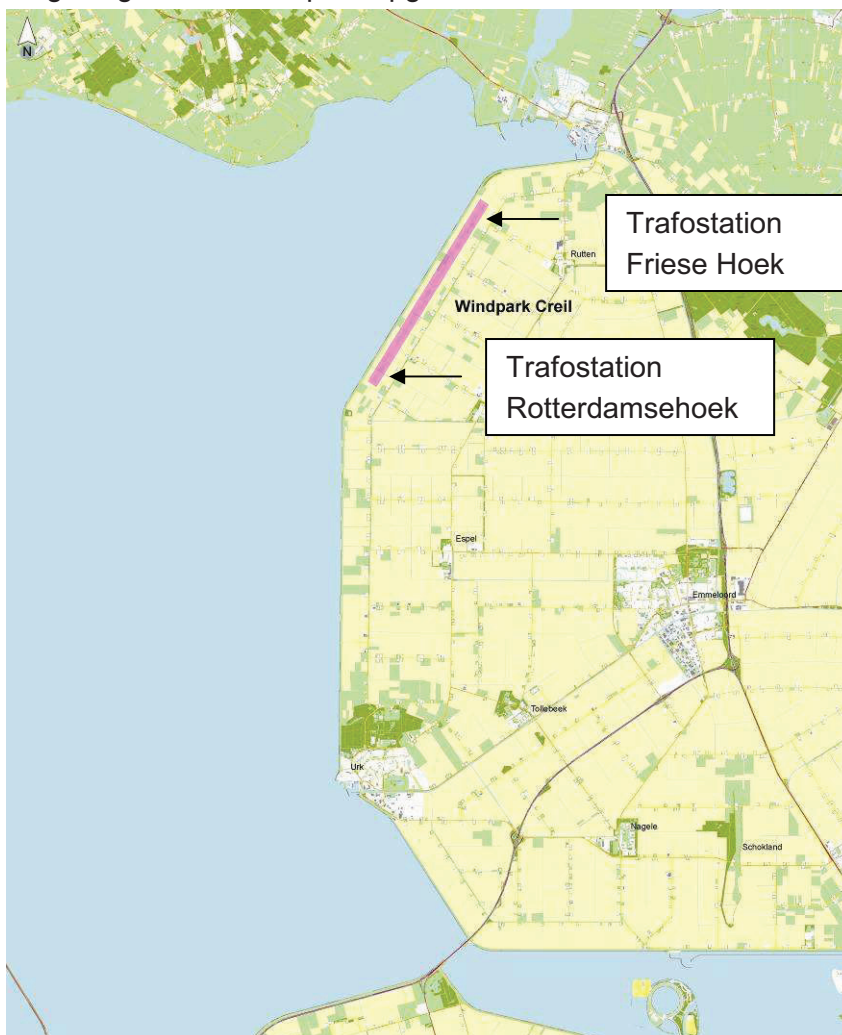 N
Trafostation
Friese Hoek
Rutten
Windpark Creil
Trafostation
Rotterdamsehoek
Espel
Emmeloord
Tollebeek
Urk
Nagele
Schokland